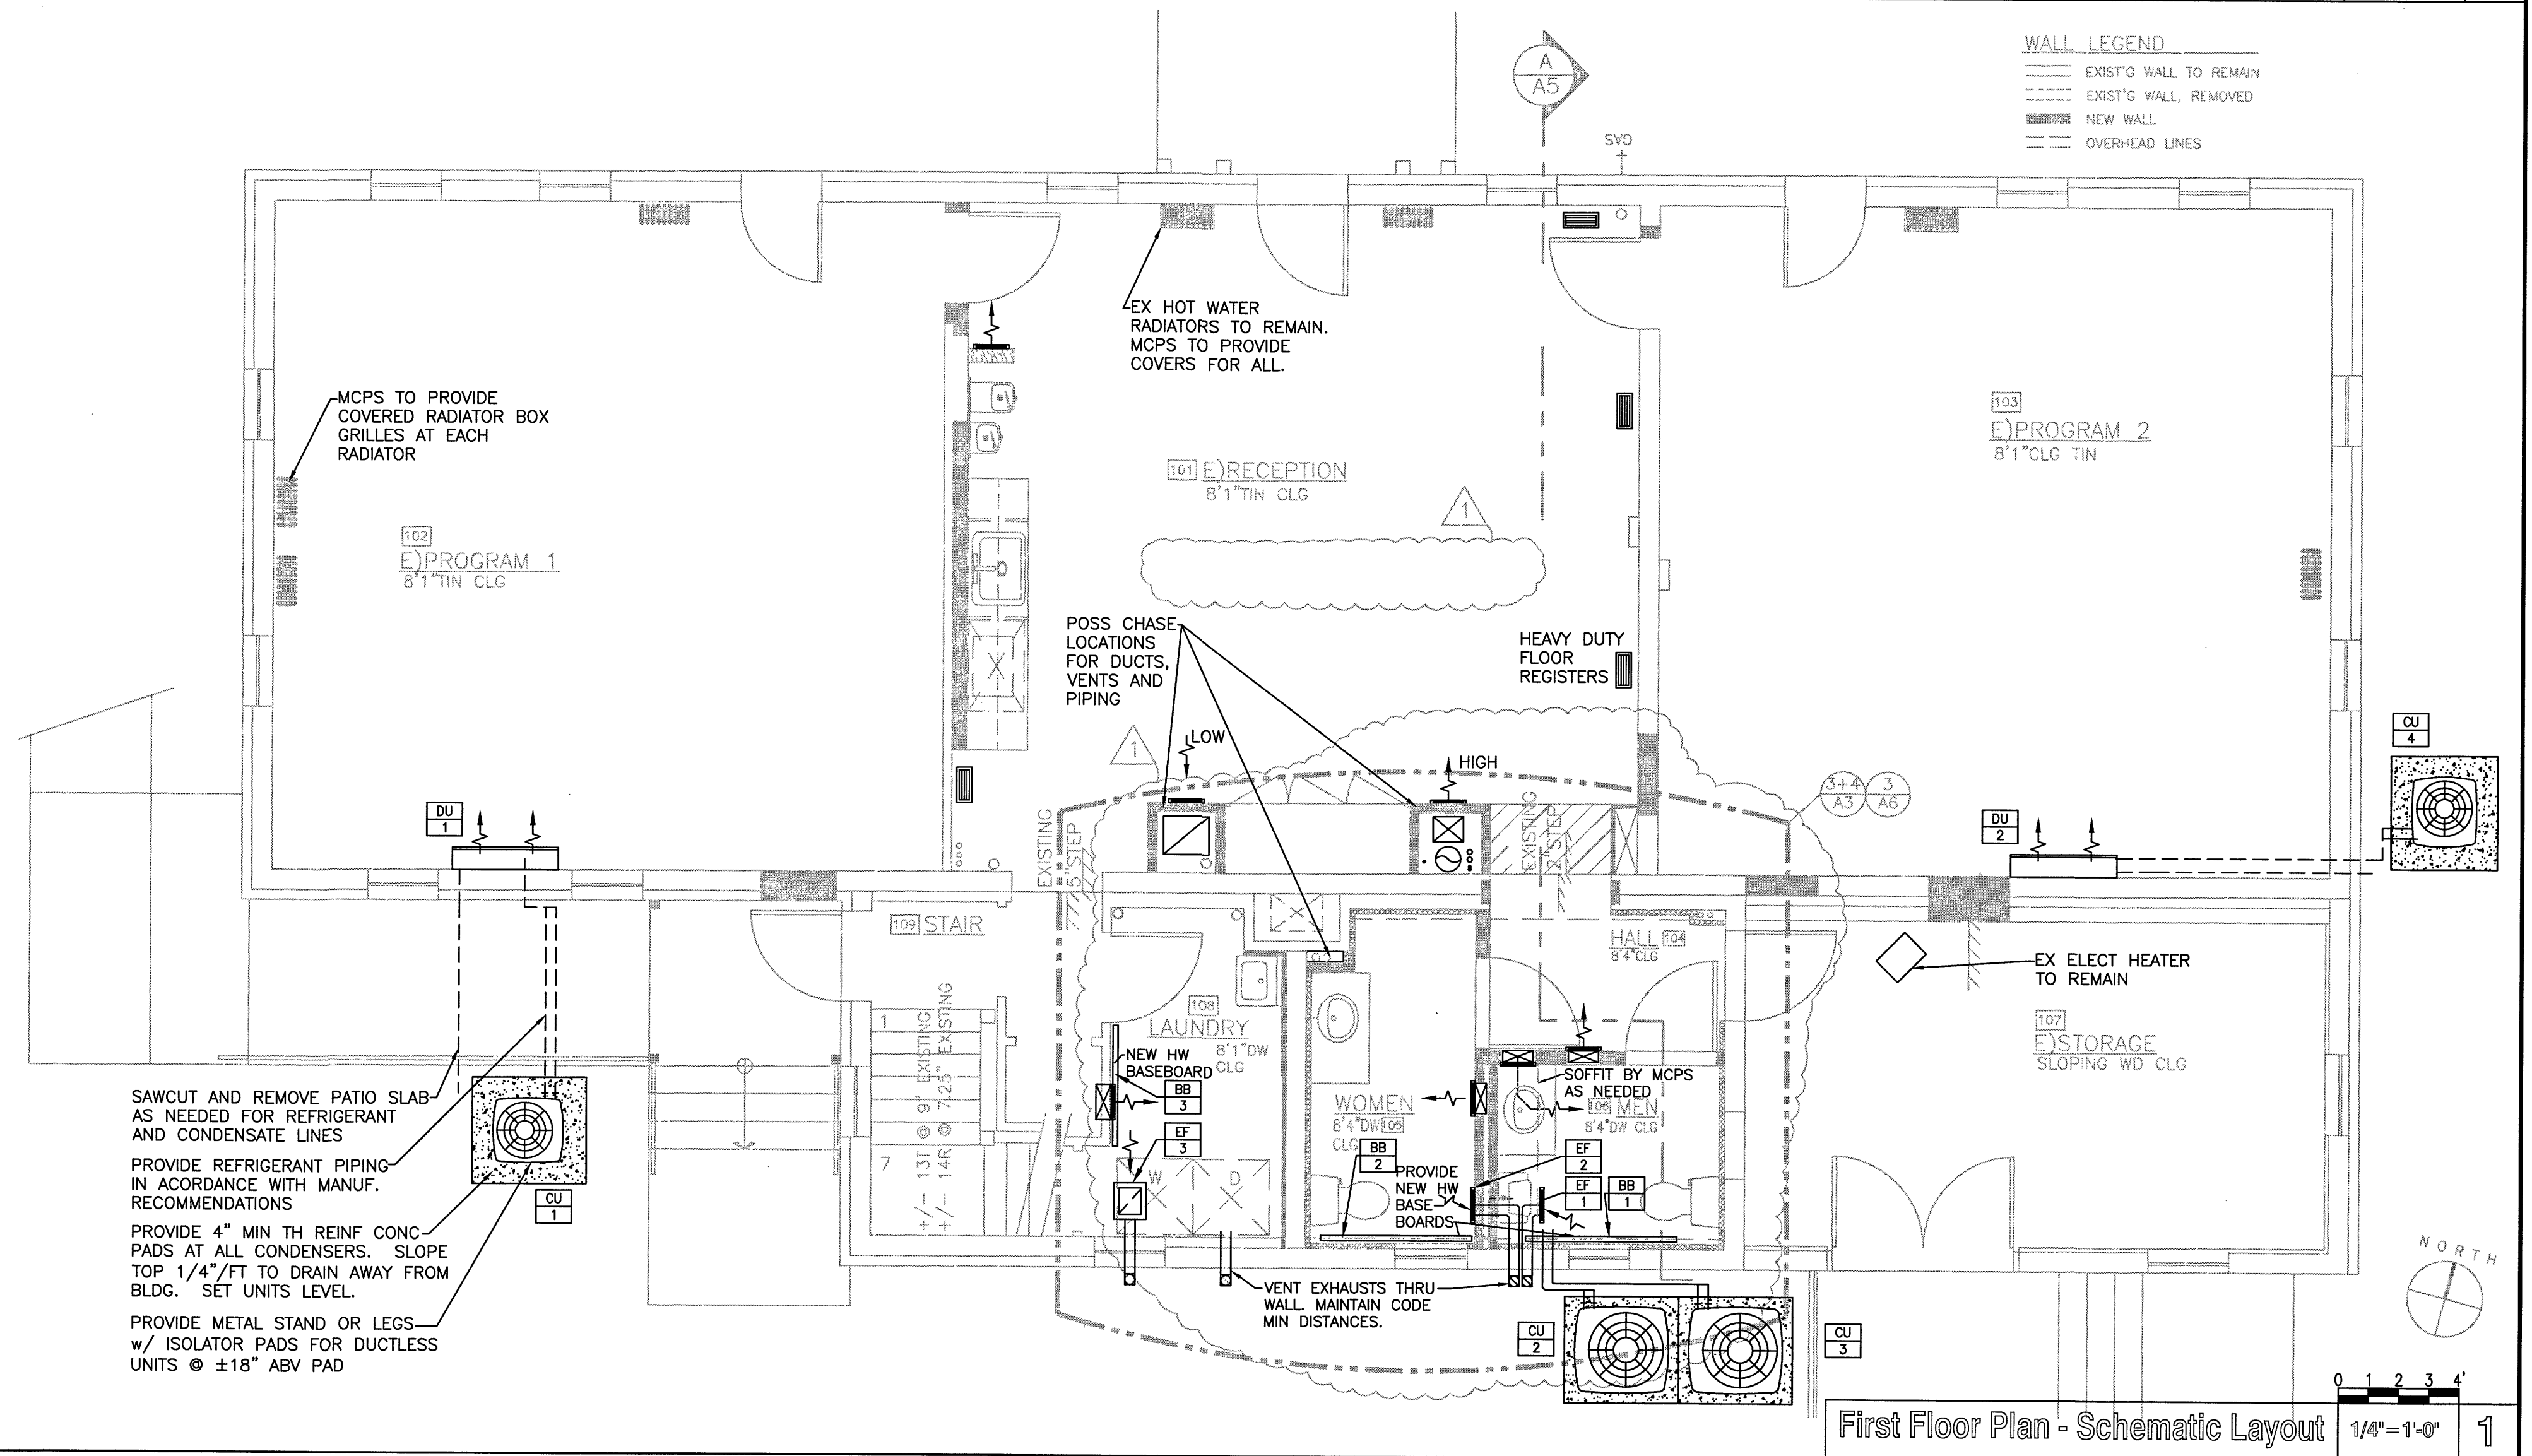 WALL LEGEND
EXIST'G WALL TO REMAIN
EXIST'G WALL, REMOVED
NEW WALL
OVERHEAD LINES
A
A5
GAS
EX HOT WATER
RADIATORS TO REMAIN.
MCPS TO PROVIDE
COVERS FOR ALL.
MCPS TO PROVIDE
COVERED RADIATOR BOX
GRILLES AT EACH
RADIATOR
103
E)PROGRAM 2
8'1"CLG TIN
101 E)RECEPTION
8'1"TIN CLG
1
102
E)PROGRAM 1
8'1"TIN CLG
POSS CHASE
LOCATIONS
FOR DUCTS,
VENTS AND
PIPING
HEAVY DUTY
FLOOR
REGISTERS
1
LOW
HIGH
CU
4
3+4
A3
3
A6
DU
1
DU
2
EXISTING
5"STEP
EXISTING
2"STEP
109 STAIR
HALL 104
8'4"CLG
EX ELECT HEATER
TO REMAIN
108
LAUNDRY
8'1"DW
CLG
107
E)STORAGE
SLOPING WD CLG
1
7
+/- 13T @ 9" EXISTING
+/- 14R @ 7.25" EXISTING
NEW HW
BASEBOARD
BB
3
EF
3
SOFFIT BY MCPS
AS NEEDED
WOMEN
8'4"DW 105
CLG
106 MEN
8'4"DW CLG
BB
2
EF
2
EF
1
BB
1
PROVIDE
NEW HW
BASE
BOARDS
W
D
SAWCUT AND REMOVE PATIO SLAB
AS NEEDED FOR REFRIGERANT
AND CONDENSATE LINES
PROVIDE REFRIGERANT PIPING
IN ACORDANCE WITH MANUF.
RECOMMENDATIONS
CU
1
PROVIDE 4" MIN TH REINF CONC
PADS AT ALL CONDENSERS. SLOPE
TOP 1/4"/FT TO DRAIN AWAY FROM
BLDG. SET UNITS LEVEL.
PROVIDE METAL STAND OR LEGS
w/ ISOLATOR PADS FOR DUCTLESS
UNITS @ ±18" ABV PAD
VENT EXHAUSTS THRU
WALL. MAINTAIN CODE
MIN DISTANCES.
CU
2
CU
3
NORTH
0 1 2 3 4'
First Floor Plan - Schematic Layout
1/4"=1'-0"
1